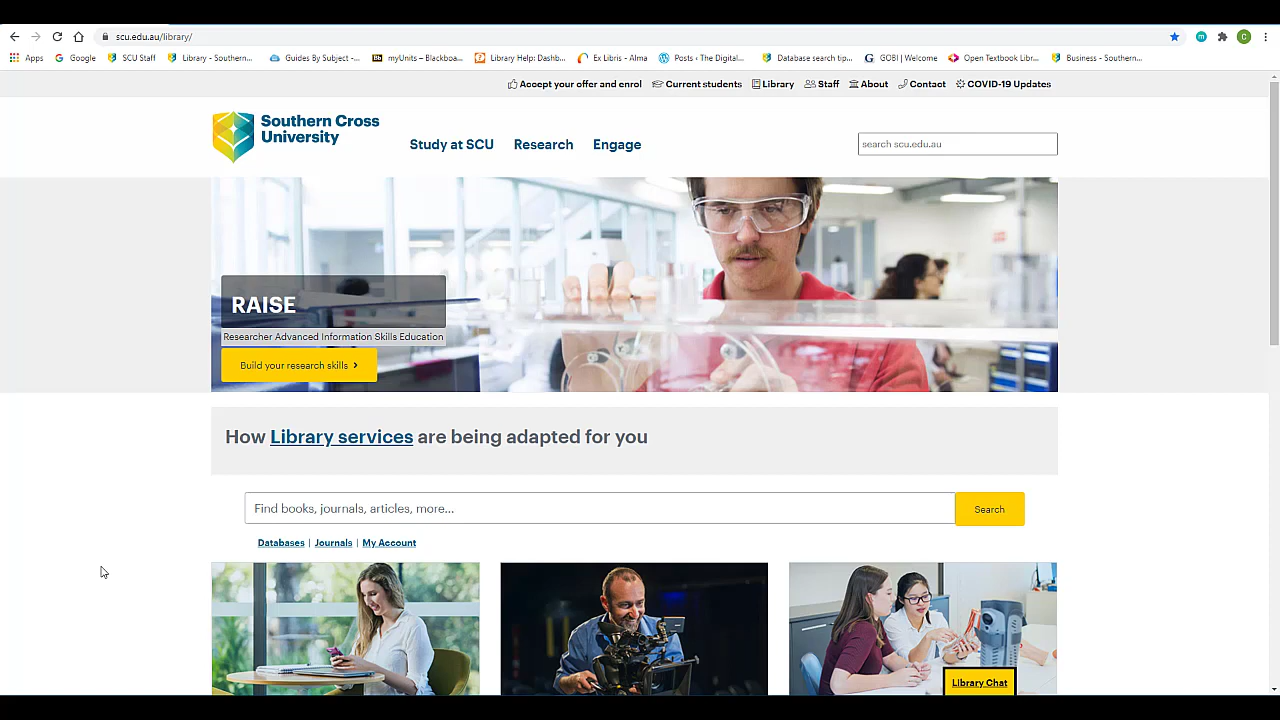 scu.edu.au/library/
Apps Google SCU Staff Library - Southern... Guides By Subject -... myUnits – Blackboa... Library Help: Dashb... Ex Libris - Alma Posts ‹ The Digital... Database search tip... GOBI | Welcome Open Textbook Libr... Business - Southern...
Accept your offer and enrol Current students Library Staff About Contact COVID-19 Updates
Southern Cross
University
Study at SCU Research Engage
search scu.edu.au
RAISE
Researcher Advanced Information Skills Education
Build your research skills
How Library services are being adapted for you
Find books, journals, articles, more...
Search
Databases | Journals | My Account
Library Chat